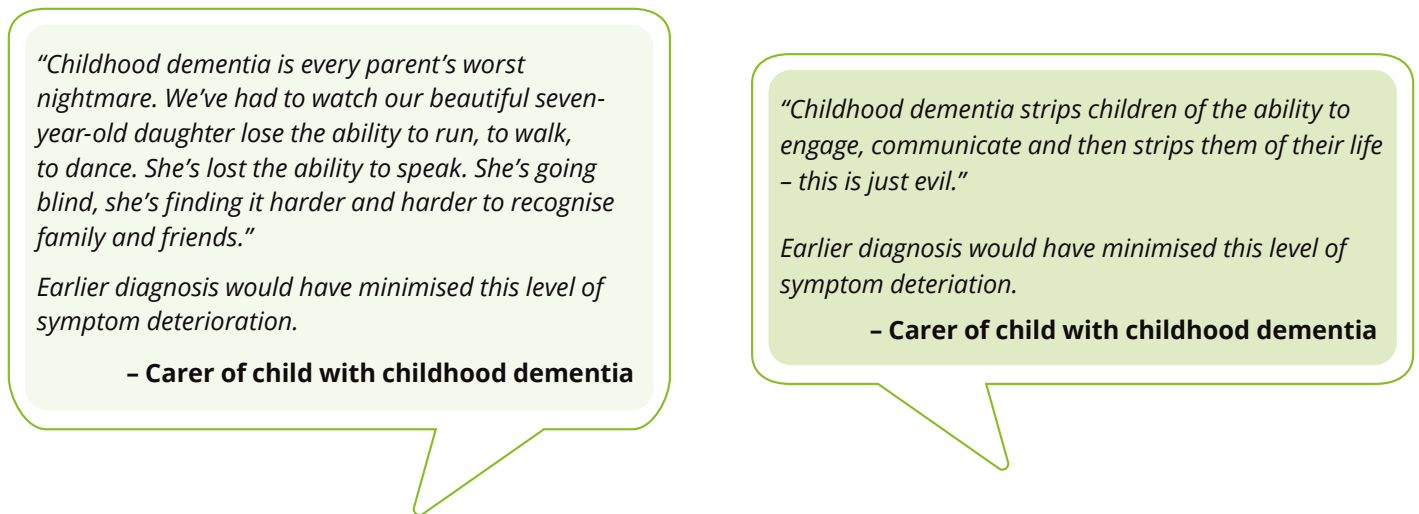 “Childhood dementia is every parent’s worst
nightmare. We’ve had to watch our beautiful seven-
year-old daughter lose the ability to run, to walk,
to dance. She’s lost the ability to speak. She’s going
blind, she’s finding it harder and harder to recognise
family and friends.”
Earlier diagnosis would have minimised this level of
symptom deterioration.
– Carer of child with childhood dementia
“Childhood dementia strips children of the ability to
engage, communicate and then strips them of their life
– this is just evil.”
Earlier diagnosis would have minimised this level of
symptom deteriation.
– Carer of child with childhood dementia